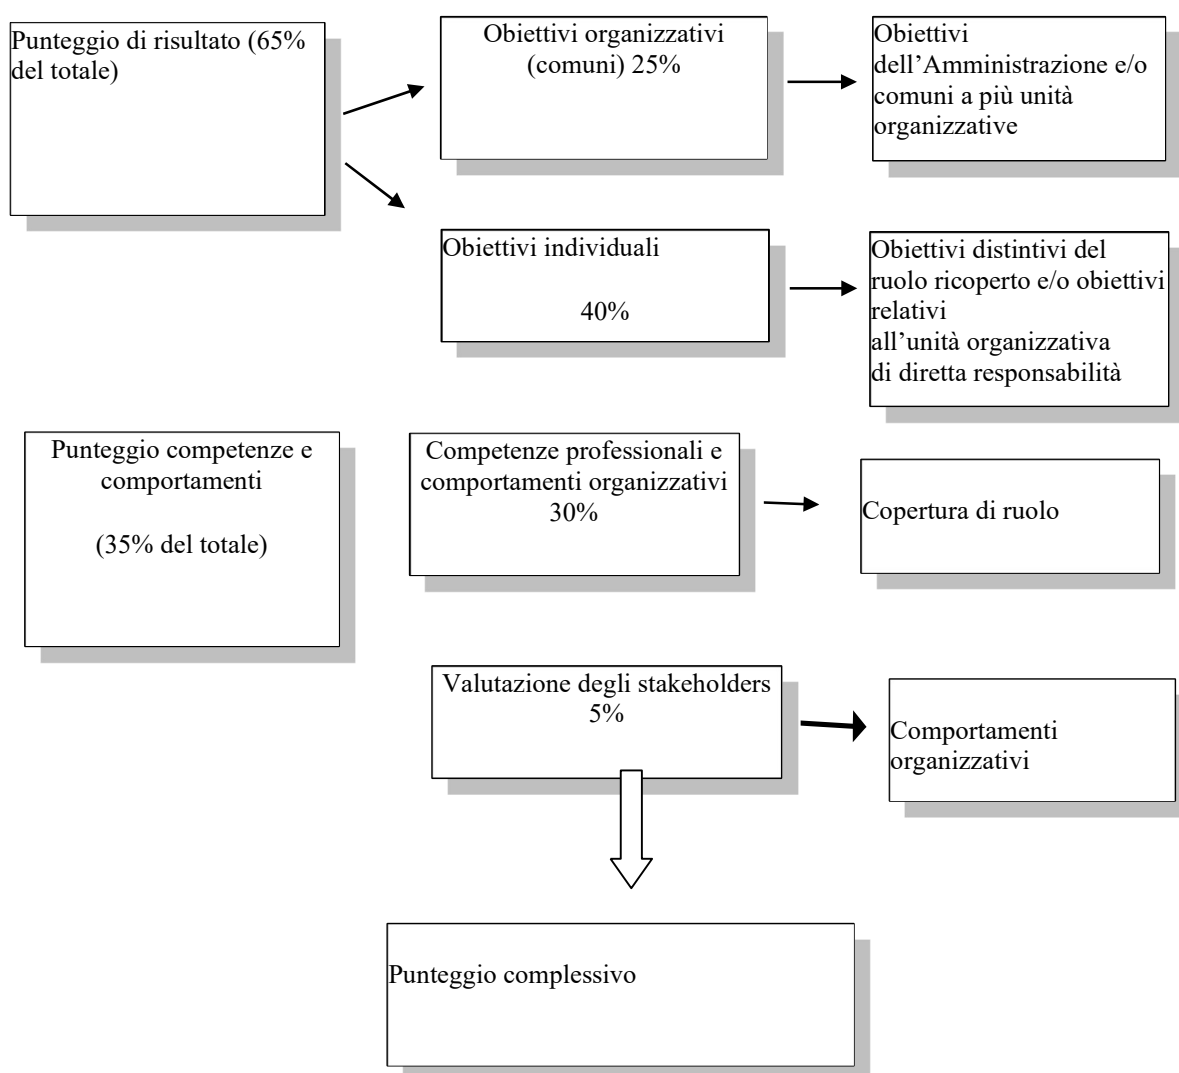 Punteggio di risultato (65%
del totale)
Obiettivi organizzativi
(comuni) 25%
Obiettivi
dell’Amministrazione e/o
comuni a più unità
organizzative
Obiettivi individuali
40%
Obiettivi distintivi del
ruolo ricoperto e/o obiettivi
relativi
all’unità organizzativa
di diretta responsabilità
Punteggio competenze e
comportamenti
(35% del totale)
Competenze professionali e
comportamenti organizzativi
30%
Copertura di ruolo
Valutazione degli stakeholders
5%
Comportamenti
organizzativi
Punteggio complessivo